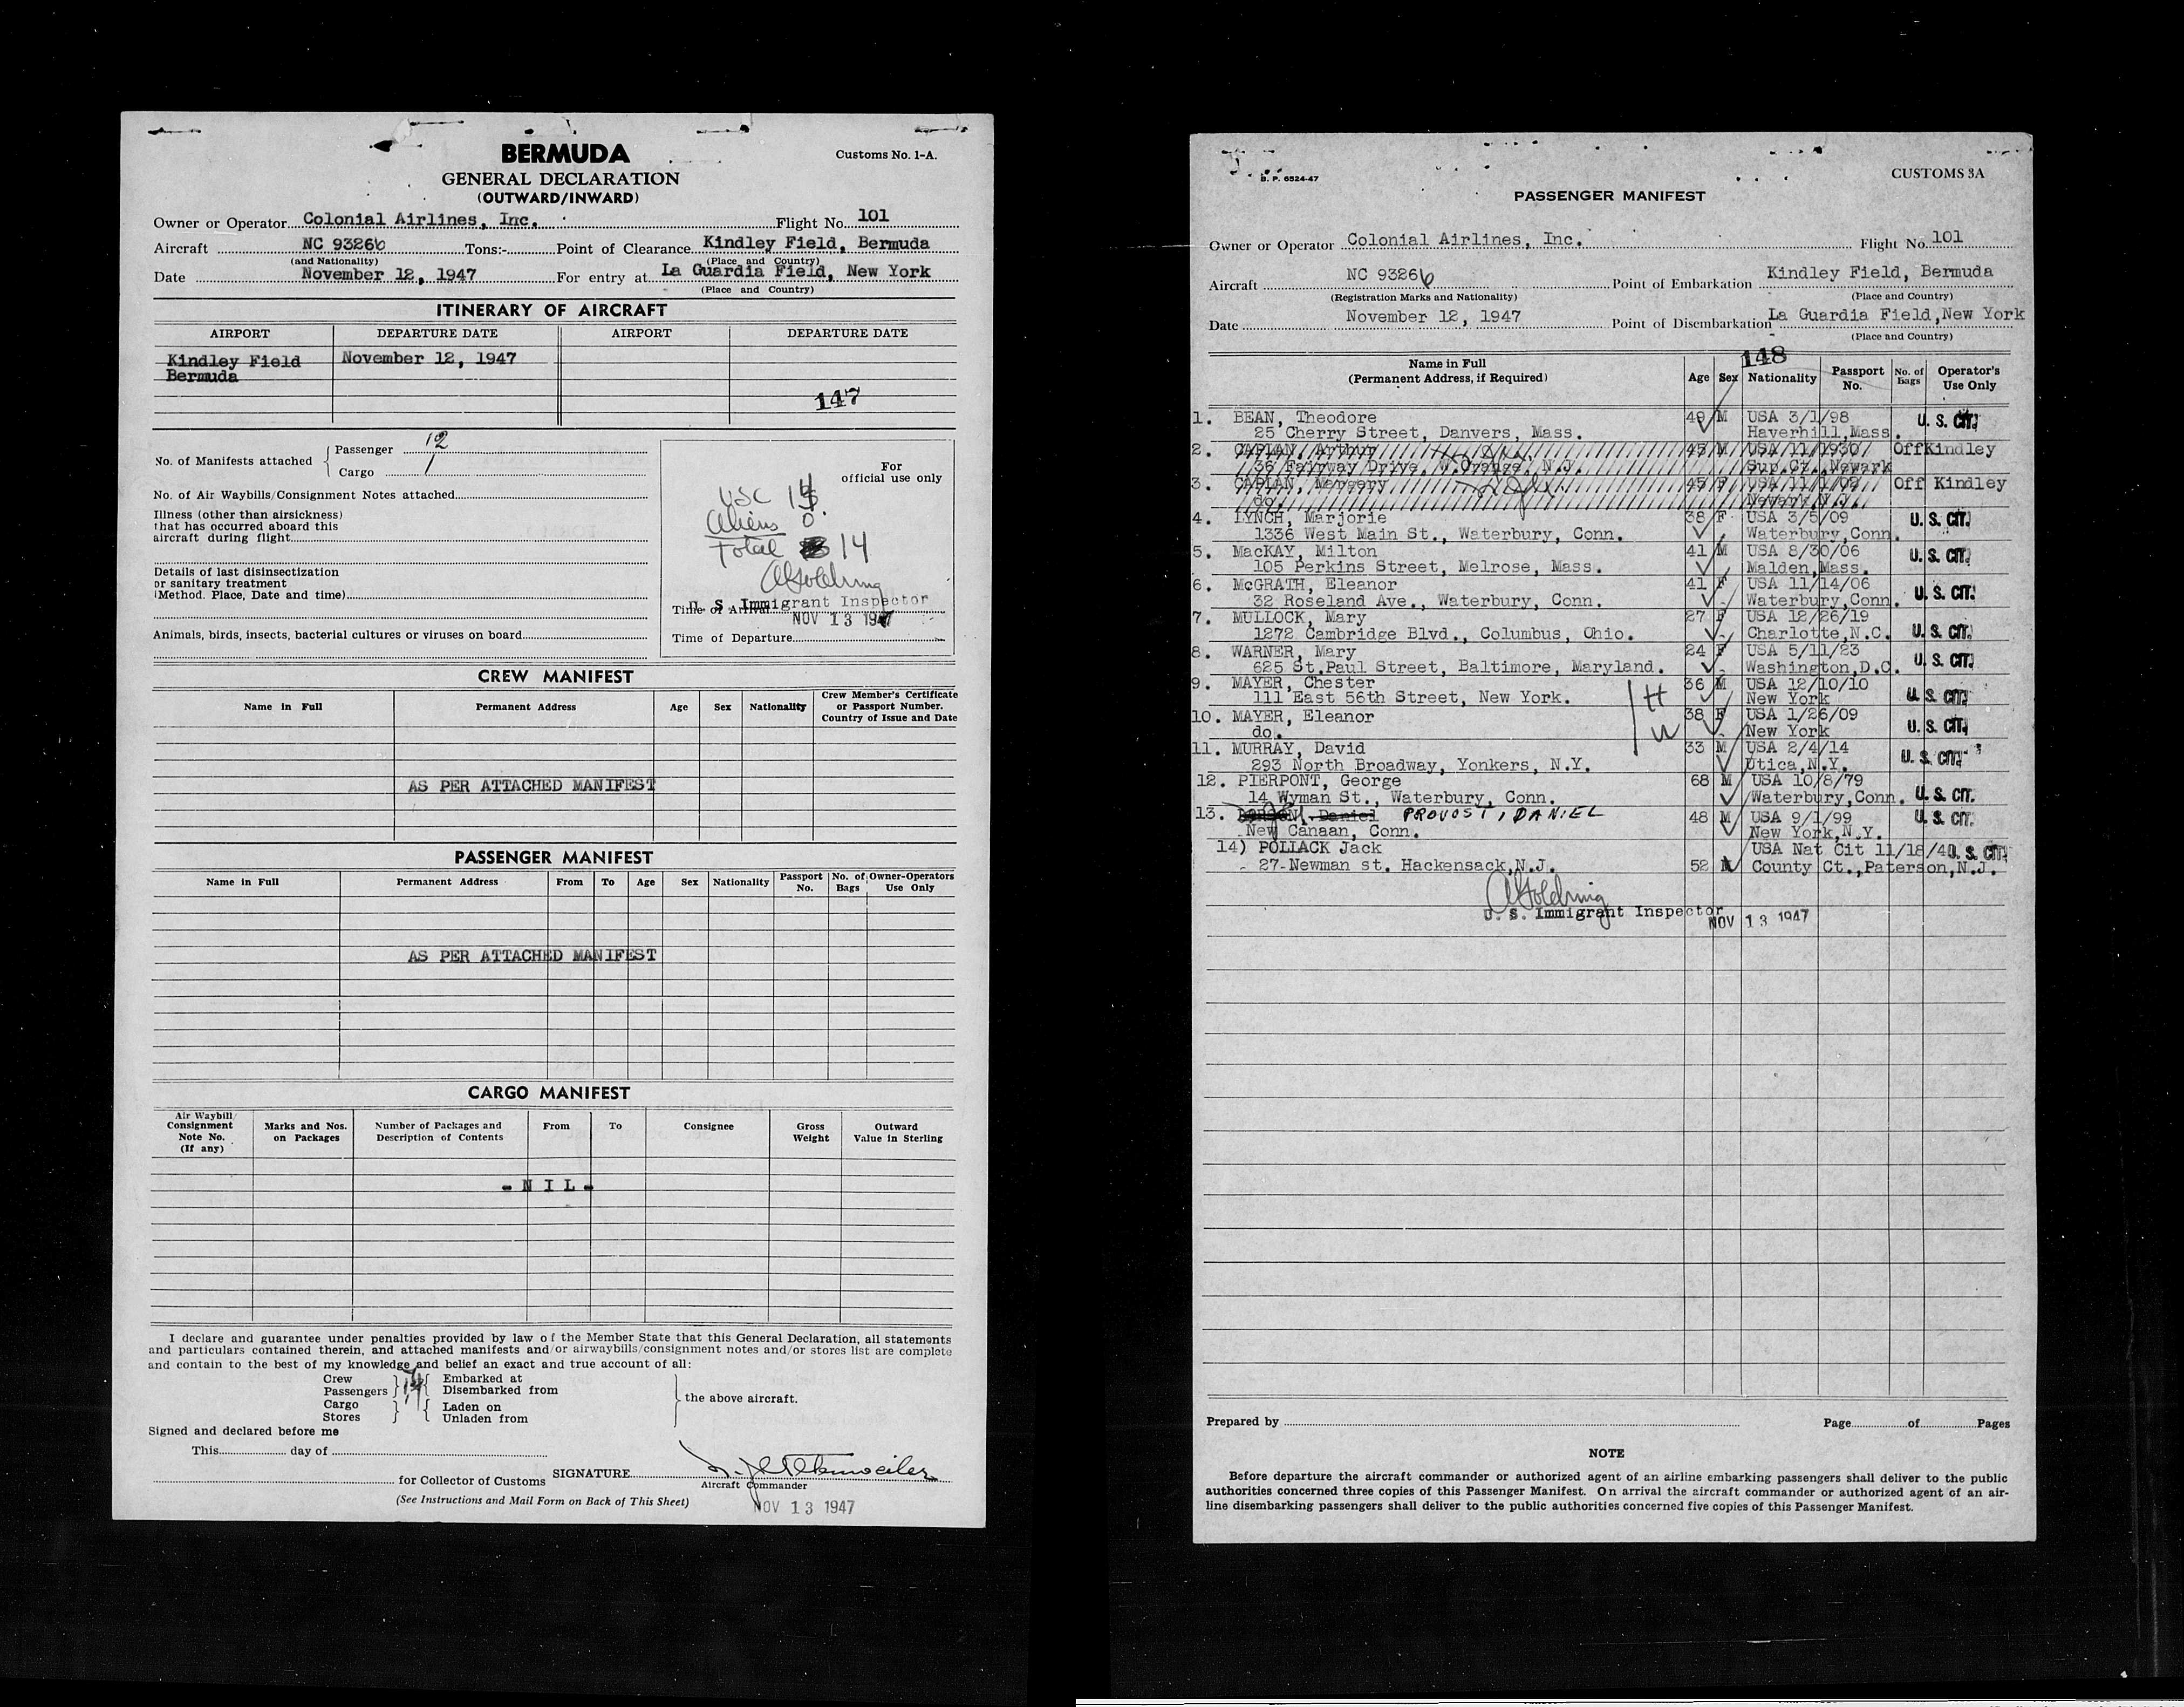 BERMUDA
Customs No. 1-A.
GENERAL DECLARATION
(OUTWARD/INWARD)
Owner or Operator Colonial Airlines, Inc. Flight No. 101
Aircraft NC 93266 Tons:- Point of Clearance Kindley Field, Bermuda
(and Nationality) (Place and Country)
Date November 12, 1947 For entry at La Guardia Field, New York
(Place and Country)
ITINERARY OF AIRCRAFT
AIRPORT DEPARTURE DATE AIRPORT DEPARTURE DATE
Kindley Field November 12, 1947
Bermuda
147
No. of Manifests attached
Passenger 12
Cargo 1
No. of Air Waybills/Consignment Notes attached
Illness (other than airsickness)
that has occurred aboard this
aircraft during flight
Details of last disinsectization
or sanitary treatment
(Method. Place, Date and time)
Animals, birds, insects, bacterial cultures or viruses on board
For
official use only
USC 14
Aliens 0
Total 14
U. S. Immigrant Inspector
Time of Arrival
NOV 13 1947
Time of Departure
CREW MANIFEST
Name in Full Permanent Address Age Sex Nationality Crew Member's Certificate
or Passport Number.
Country of Issue and Date
AS PER ATTACHED MANIFEST
PASSENGER MANIFEST
Name in Full Permanent Address From To Age Sex Nationality Passport No. No. of Bags Owner-Operators Use Only
AS PER ATTACHED MANIFEST
CARGO MANIFEST
Air Waybill/
Consignment
Note No.
(If any)
Marks and Nos.
on Packages
Number of Packages and
Description of Contents
From To Consignee
Gross
Weight
Outward
Value in Sterling
- N I L -
I declare and guarantee under penalties provided by law of the Member State that this General Declaration, all statements
and particulars contained therein, and attached manifests and/or airwaybills/consignment notes and/or stores list are complete
and contain to the best of my knowledge and belief an exact and true account of all:
Crew Embarked at
Passengers 14 Disembarked from
the above aircraft.
Cargo Laden on
Stores Unladen from
Signed and declared before me
This day of
for Collector of Customs SIGNATURE
Aircraft Commander
(See Instructions and Mail Form on Back of This Sheet)
NOV 13 1947
B. P. 6524-47
CUSTOMS 3A
PASSENGER MANIFEST
Owner or Operator Colonial Airlines, Inc. Flight No. 101
Aircraft NC 93266 Point of Embarkation Kindley Field, Bermuda
(Registration Marks and Nationality) (Place and Country)
Date November 12, 1947 Point of Disembarkation La Guardia Field,New York
(Place and Country)
148
Name in Full
(Permanent Address, if Required)
Age Sex Nationality Passport No. No. of Bags Operator's Use Only
1. BEAN, Theodore 49 M USA 3/1/98 U. S. CIT.
25 Cherry Street, Danvers, Mass. Haverhill,Mass.
2. CAPLAN, Arthur 45 M USA 11/1930 Off Kindley
36 Fairway Drive, W.Orange, N.J. Sup.Ct., Newark
3. CAPLAN, Margery 45 F USA 11/1/02 Off Kindley
do. Newark N.J.
4. LYNCH, Marjorie 38 F USA 3/5/09 U. S. CIT.
1336 West Main St., Waterbury, Conn. Waterbury,Conn.
5. MacKAY, Milton 41 M USA 8/30/06 U. S. CIT.
105 Perkins Street, Melrose, Mass. Malden,Mass.
6. McGRATH, Eleanor 41 F USA 11/14/06 U. S. CIT.
32 Roseland Ave., Waterbury, Conn. Waterbury,Conn.
7. MULLOCK, Mary 27 F USA 12/26/19 U. S. CIT.
1272 Cambridge Blvd., Columbus, Ohio. Charlotte,N.C.
8. WARNER, Mary 24 F USA 5/11/23 U. S. CIT.
625 St.Paul Street, Baltimore, Maryland. Washington,D.C.
9. MAYER, Chester H 36 M USA 12/10/10 U. S. CIT.
111 East 56th Street, New York. New York
10. MAYER, Eleanor W 38 F USA 1/26/09 U. S. CIT.
do. New York
11. MURRAY, David 33 M USA 2/4/14 U. S. CIT.
293 North Broadway, Yonkers, N.Y. Utica,N.Y.
12. PIERPONT, George 68 M USA 10/8/79 U. S. CIT.
14 Wyman St., Waterbury, Conn. Waterbury,Conn.
13. Daniel PROVOST, DANIEL 48 M USA 9/1/99 U. S. CIT.
New Canaan, Conn. New York,N.Y.
14) POLLACK Jack USA Nat Cit 11/18/40 U. S. CIT.
27-Newman st. Hackensack,N.J. 52 M County Ct.,Paterson,N.J.
U. S. Immigrant Inspector
NOV 13 1947
Prepared by Page of Pages
NOTE
Before departure the aircraft commander or authorized agent of an airline embarking passengers shall deliver to the public
authorities concerned three copies of this Passenger Manifest. On arrival the aircraft commander or authorized agent of an air-
line disembarking passengers shall deliver to the public authorities concerned five copies of this Passenger Manifest.